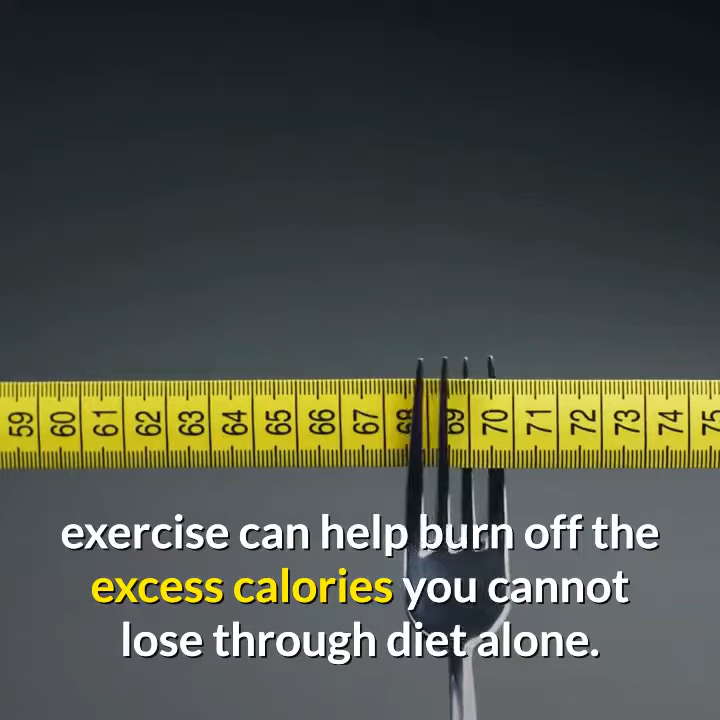 59 60 61 62 63 64 65 66 67 68 69 70 71 72 73 74 75
exercise can help burn off the
excess calories you cannot
lose through diet alone.